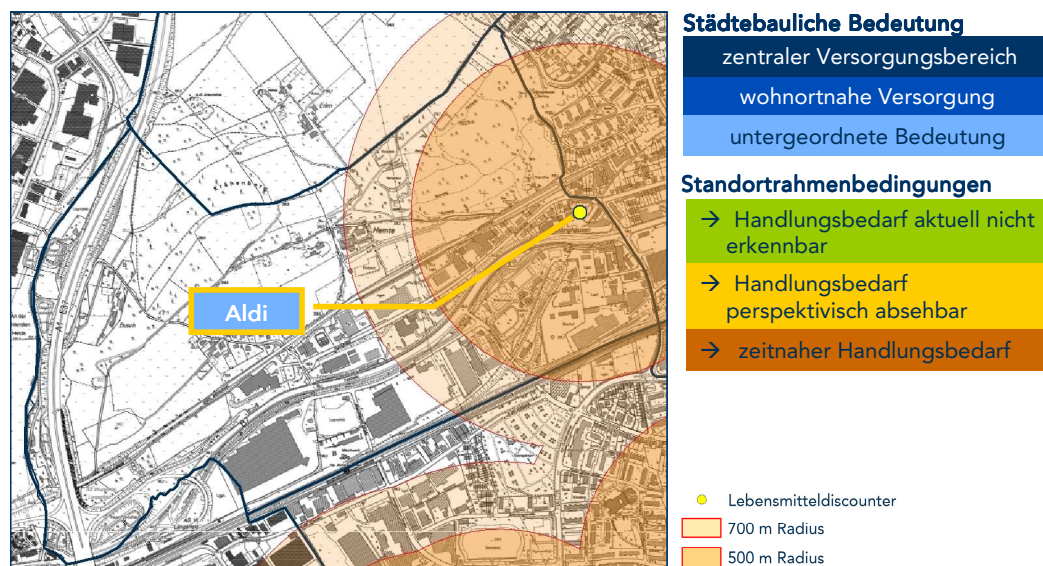 Städtebauliche Bedeutung
zentraler Versorgungsbereich
wohnortnahe Versorgung
untergeordnete Bedeutung
Standortrahmenbedingungen
→ Handlungsbedarf aktuell nicht
erkennbar
→ Handlungsbedarf
perspektivisch absehbar
→ zeitnaher Handlungsbedarf
Aldi
Lebensmitteldiscounter
700 m Radius
500 m Radius